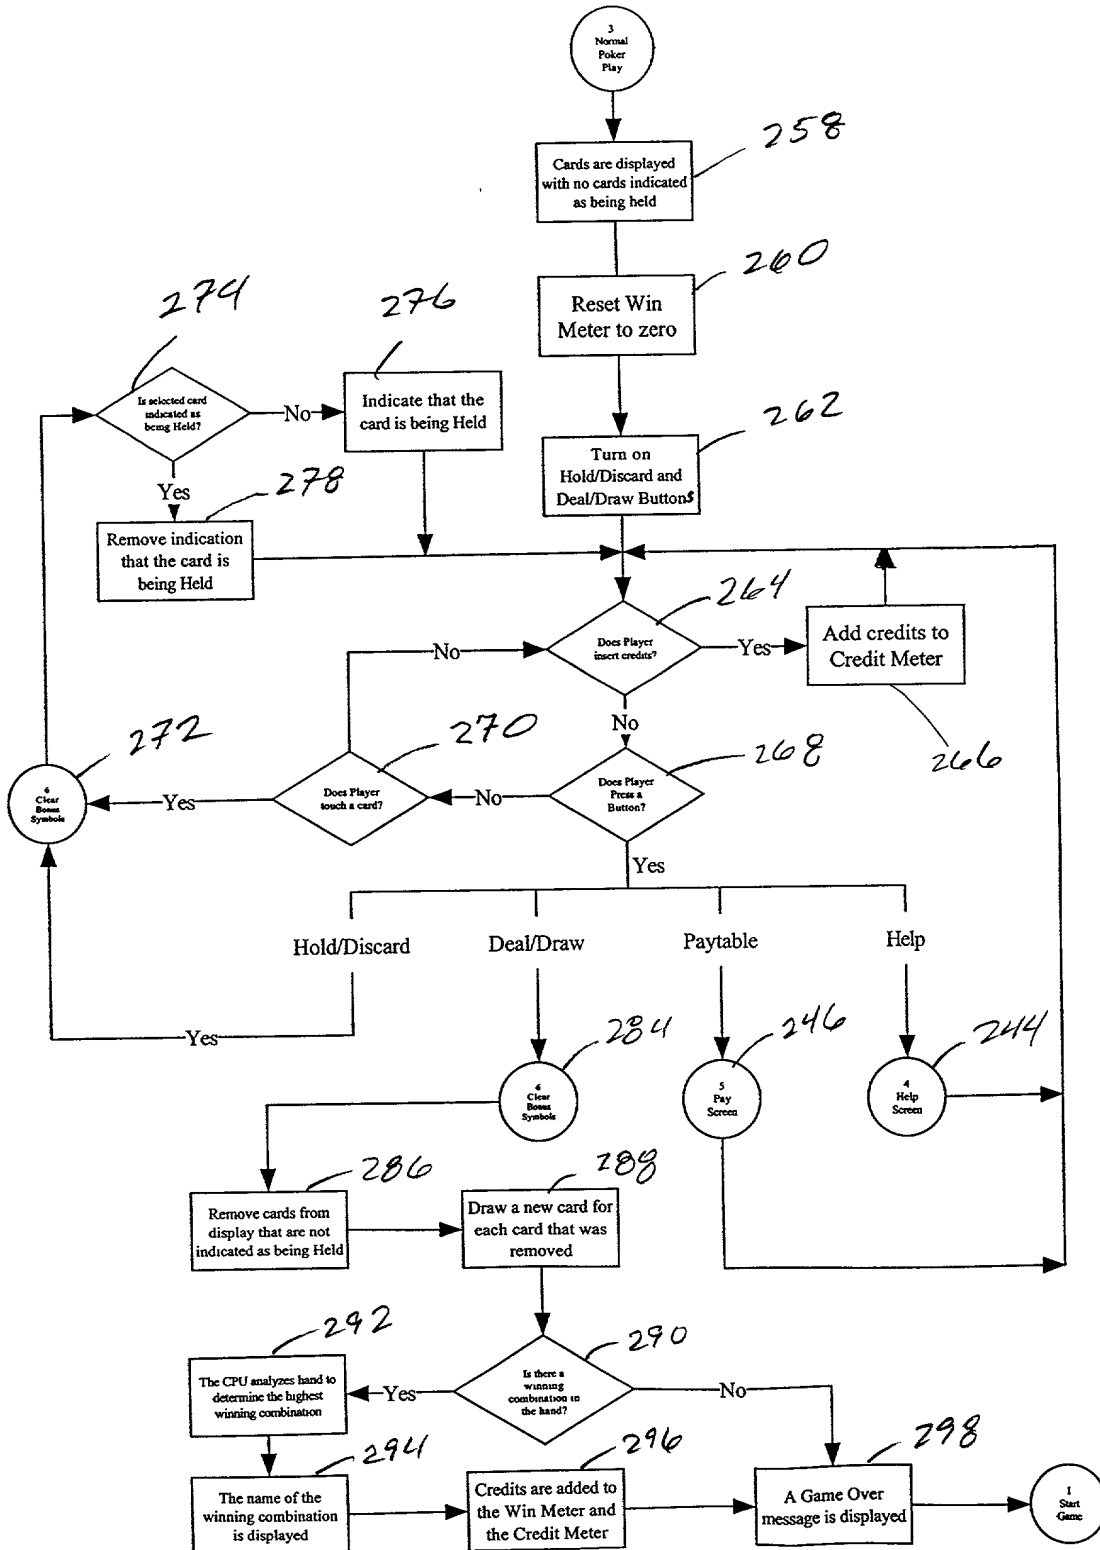 3
Normal
Poker
Play
258
Cards are displayed
with no cards indicated
as being held
260
Reset Win
Meter to zero
274
276
Is selected card
indicated as
being Held?
No
Indicate that the
card is being Held
262
Turn on
Hold/Discard and
Deal/Draw Buttons
Yes
278
Remove indication
that the card is
being Held
264
Does Player
insert credits?
Yes
Add credits to
Credit Meter
266
No
No
272
270
268
6
Clear
Bonus
Symbols
Yes
Does Player
touch a card?
No
Does Player
Press a
Button?
Yes
Hold/Discard
Deal/Draw
Paytable
Help
Yes
284
246
244
6
Clear
Bonus
Symbols
5
Pay
Screen
4
Help
Screen
286
288
Remove cards from
display that are not
indicated as being Held
Draw a new card for
each card that was
removed
292
290
The CPU analyzes hand to
determine the highest
winning combination
Yes
Is there a
winning
combination in
the hand?
No
294
296
298
The name of the
winning combination
is displayed
Credits are added to
the Win Meter and
the Credit Meter
A Game Over
message is displayed
1
Start
Game